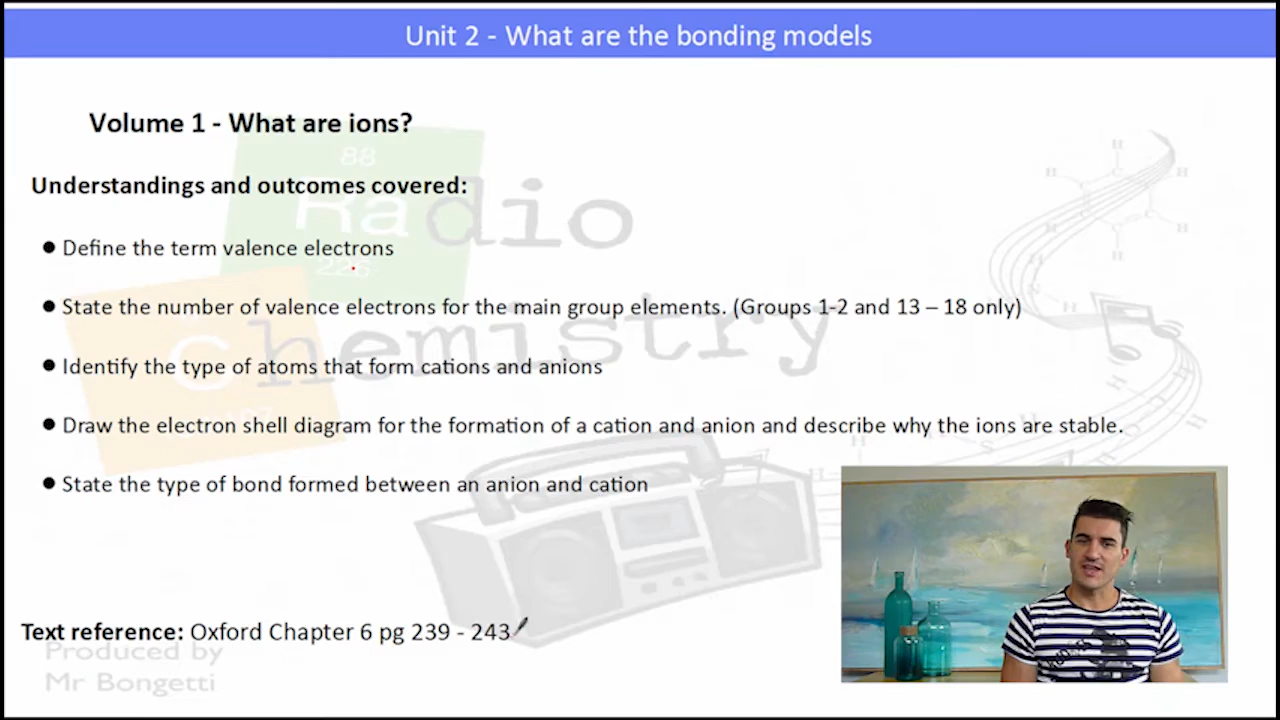 Unit 2 - What are the bonding models
Volume 1 - What are ions?
88
Ra dio
226
Understandings and outcomes covered:
● Define the term valence electrons
● State the number of valence electrons for the main group elements. (Groups 1-2 and 13 – 18 only)
Chemistry
● Identify the type of atoms that form cations and anions
● Draw the electron shell diagram for the formation of a cation and anion and describe why the ions are stable.
● State the type of bond formed between an anion and cation
Text reference: Oxford Chapter 6 pg 239 - 243
Produced by
Mr Bongetti